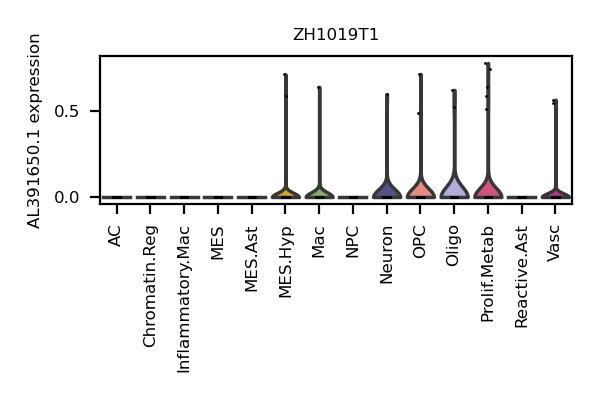 ZH1019T1
AL391650.1 expression
0.5
0.0
AC
Chromatin.Reg
Inflammatory.Mac
MES
MES.Ast
MES.Hyp
Mac
NPC
Neuron
OPC
Oligo
Prolif.Metab
Reactive.Ast
Vasc